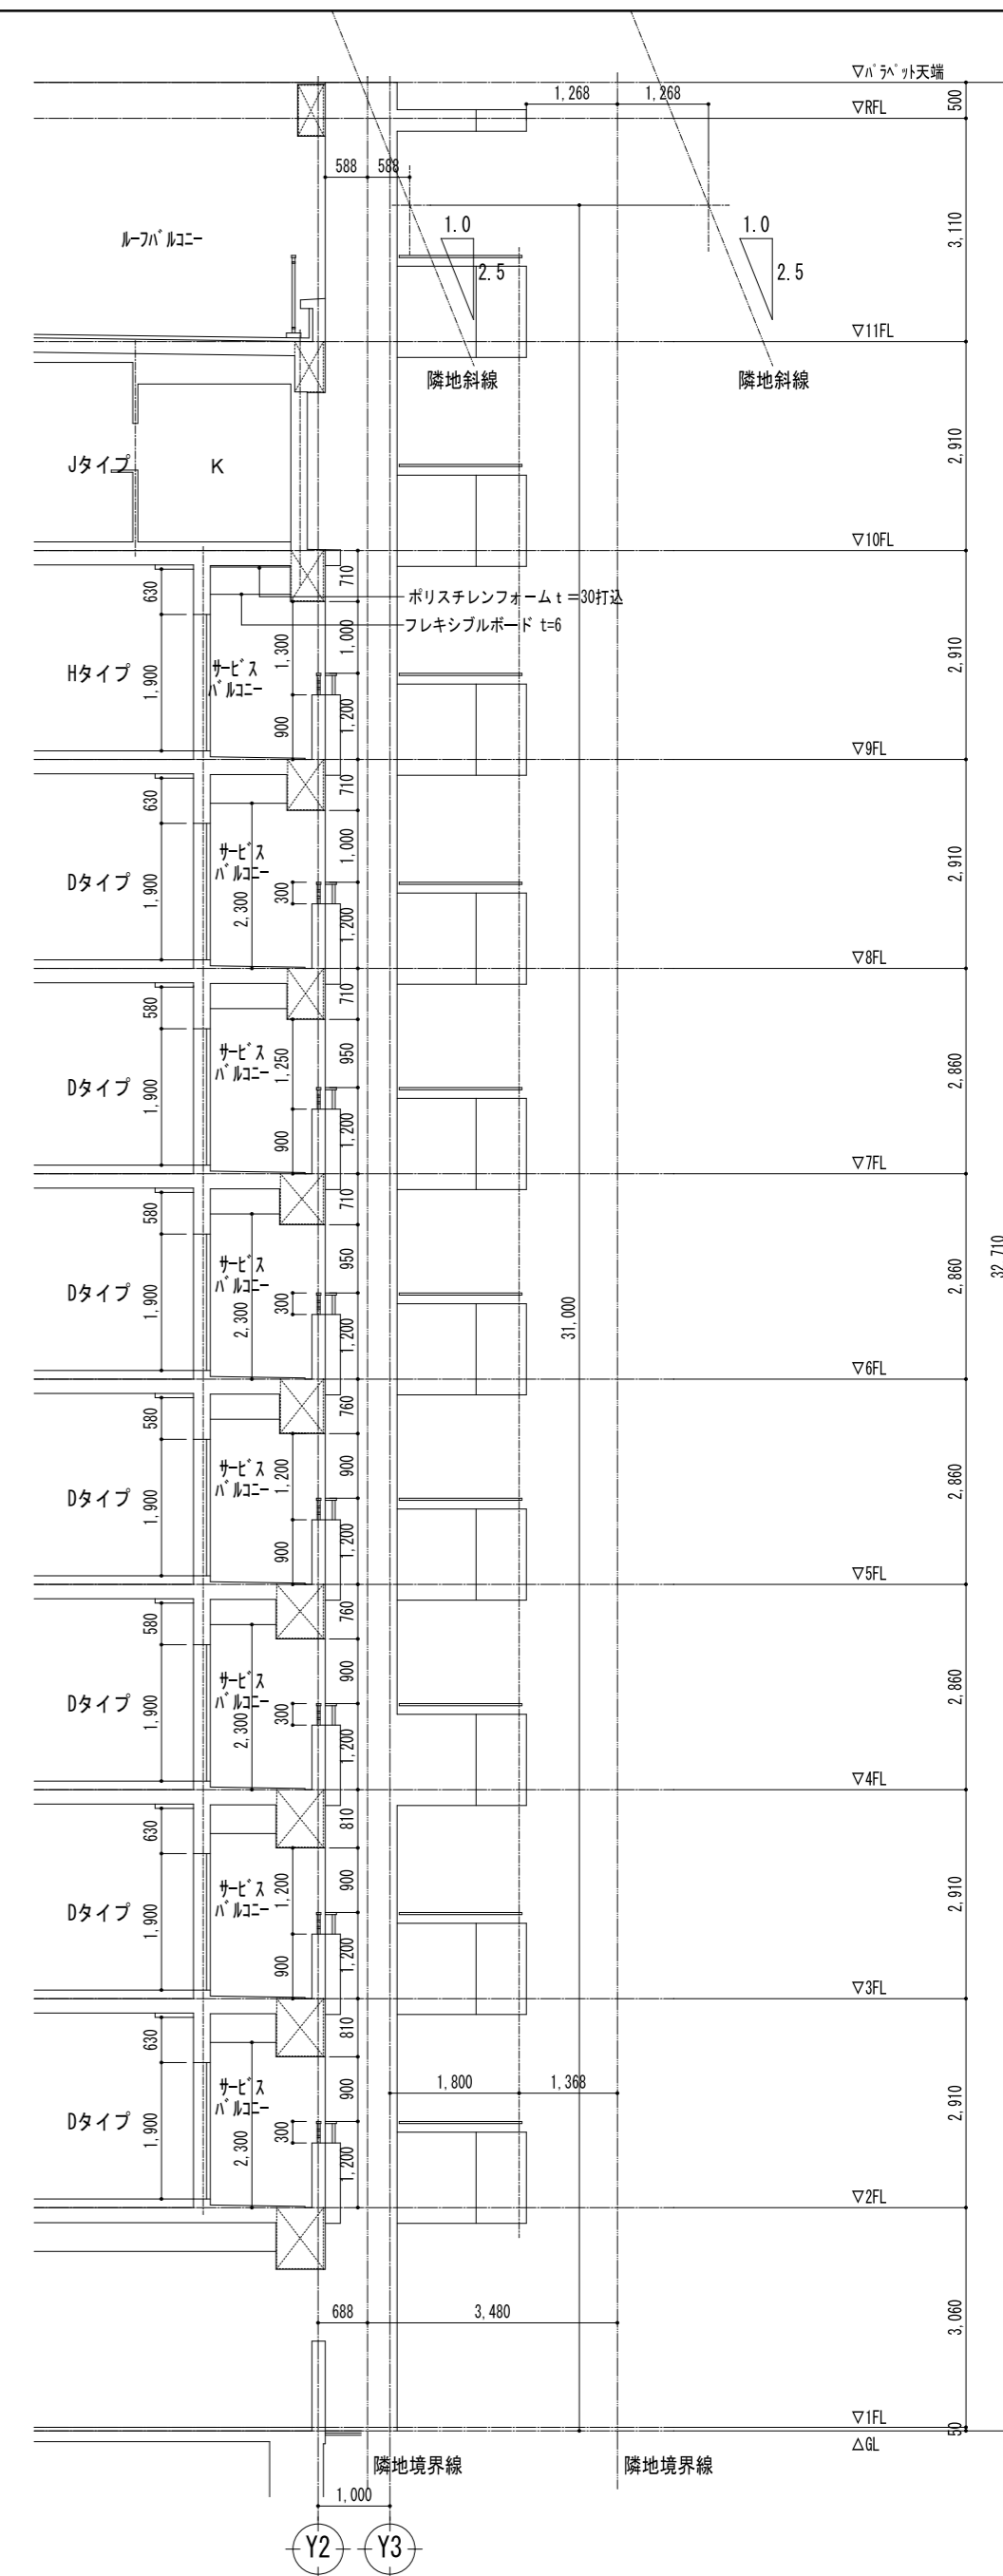 ▽ﾊﾟﾗﾍﾟｯﾄ天端
1,268
1,268
500
▽RFL
588
588
1.0
2.5
1.0
2.5
3,110
ルーフバルコニー
▽11FL
隣地斜線
隣地斜線
Jタイプ
K
2,910
▽10FL
710
630
ポリスチレンフォームｔ＝30打込
フレキシブルボード t=6
1,000
1,300
Hタイプ
1,900
サービス
バルコニー
2,910
900
1,200
▽9FL
710
630
1,000
サービス
バルコニー
Dタイプ
1,900
2,300
300
1,200
2,910
▽8FL
710
580
950
サービス
バルコニー
1,250
Dタイプ
1,900
900
1,200
2,860
▽7FL
710
580
950
サービス
バルコニー
Dタイプ
1,900
2,300
300
1,200
31,000
2,860
32,710
▽6FL
760
580
900
サービス
バルコニー
1,200
Dタイプ
1,900
900
1,200
2,860
▽5FL
760
580
900
サービス
バルコニー
Dタイプ
1,900
2,300
300
1,200
2,860
▽4FL
810
630
900
サービス
バルコニー
1,200
Dタイプ
1,900
900
1,200
2,910
▽3FL
810
630
900
サービス
バルコニー
1,800
1,368
Dタイプ
1,900
2,300
300
1,200
2,910
▽2FL
688
3,480
3,060
▽1FL
50
△GL
隣地境界線
隣地境界線
1,000
Y2
Y3